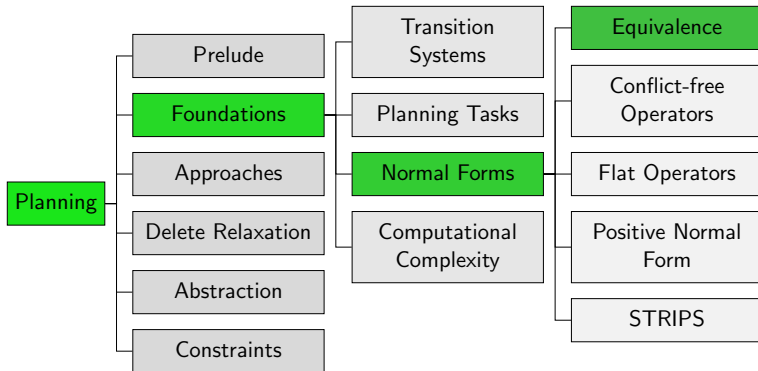 Planning
Prelude
Foundations
Approaches
Delete Relaxation
Abstraction
Constraints
Transition
Systems
Planning Tasks
Normal Forms
Computational
Complexity
Equivalence
Conflict-free
Operators
Flat Operators
Positive Normal
Form
STRIPS